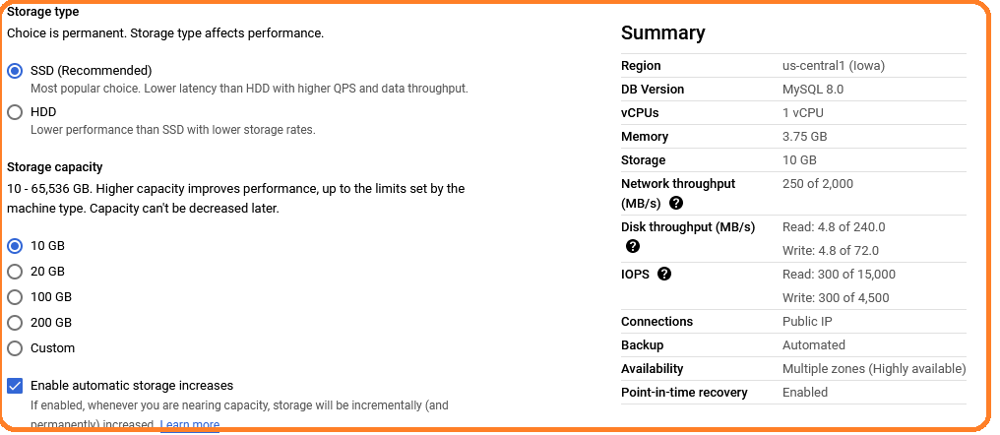 Storage type
Choice is permanent. Storage type affects performance.
SSD (Recommended)
Most popular choice. Lower latency than HDD with higher QPS and data throughput.
HDD
Lower performance than SSD with lower storage rates.
Storage capacity
10 - 65,536 GB. Higher capacity improves performance, up to the limits set by the
machine type. Capacity can't be decreased later.
10 GB
20 GB
100 GB
200 GB
Custom
Enable automatic storage increases
If enabled, whenever you are nearing capacity, storage will be incrementally (and
permanently) increased. Learn more
Summary
Region us-central1 (Iowa)
DB Version MySQL 8.0
vCPUs 1 vCPU
Memory 3.75 GB
Storage 10 GB
Network throughput 250 of 2,000
(MB/s) ?
Disk throughput (MB/s) Read: 4.8 of 240.0
? Write: 4.8 of 72.0
IOPS ? Read: 300 of 15,000
Write: 300 of 4,500
Connections Public IP
Backup Automated
Availability Multiple zones (Highly available)
Point-in-time recovery Enabled